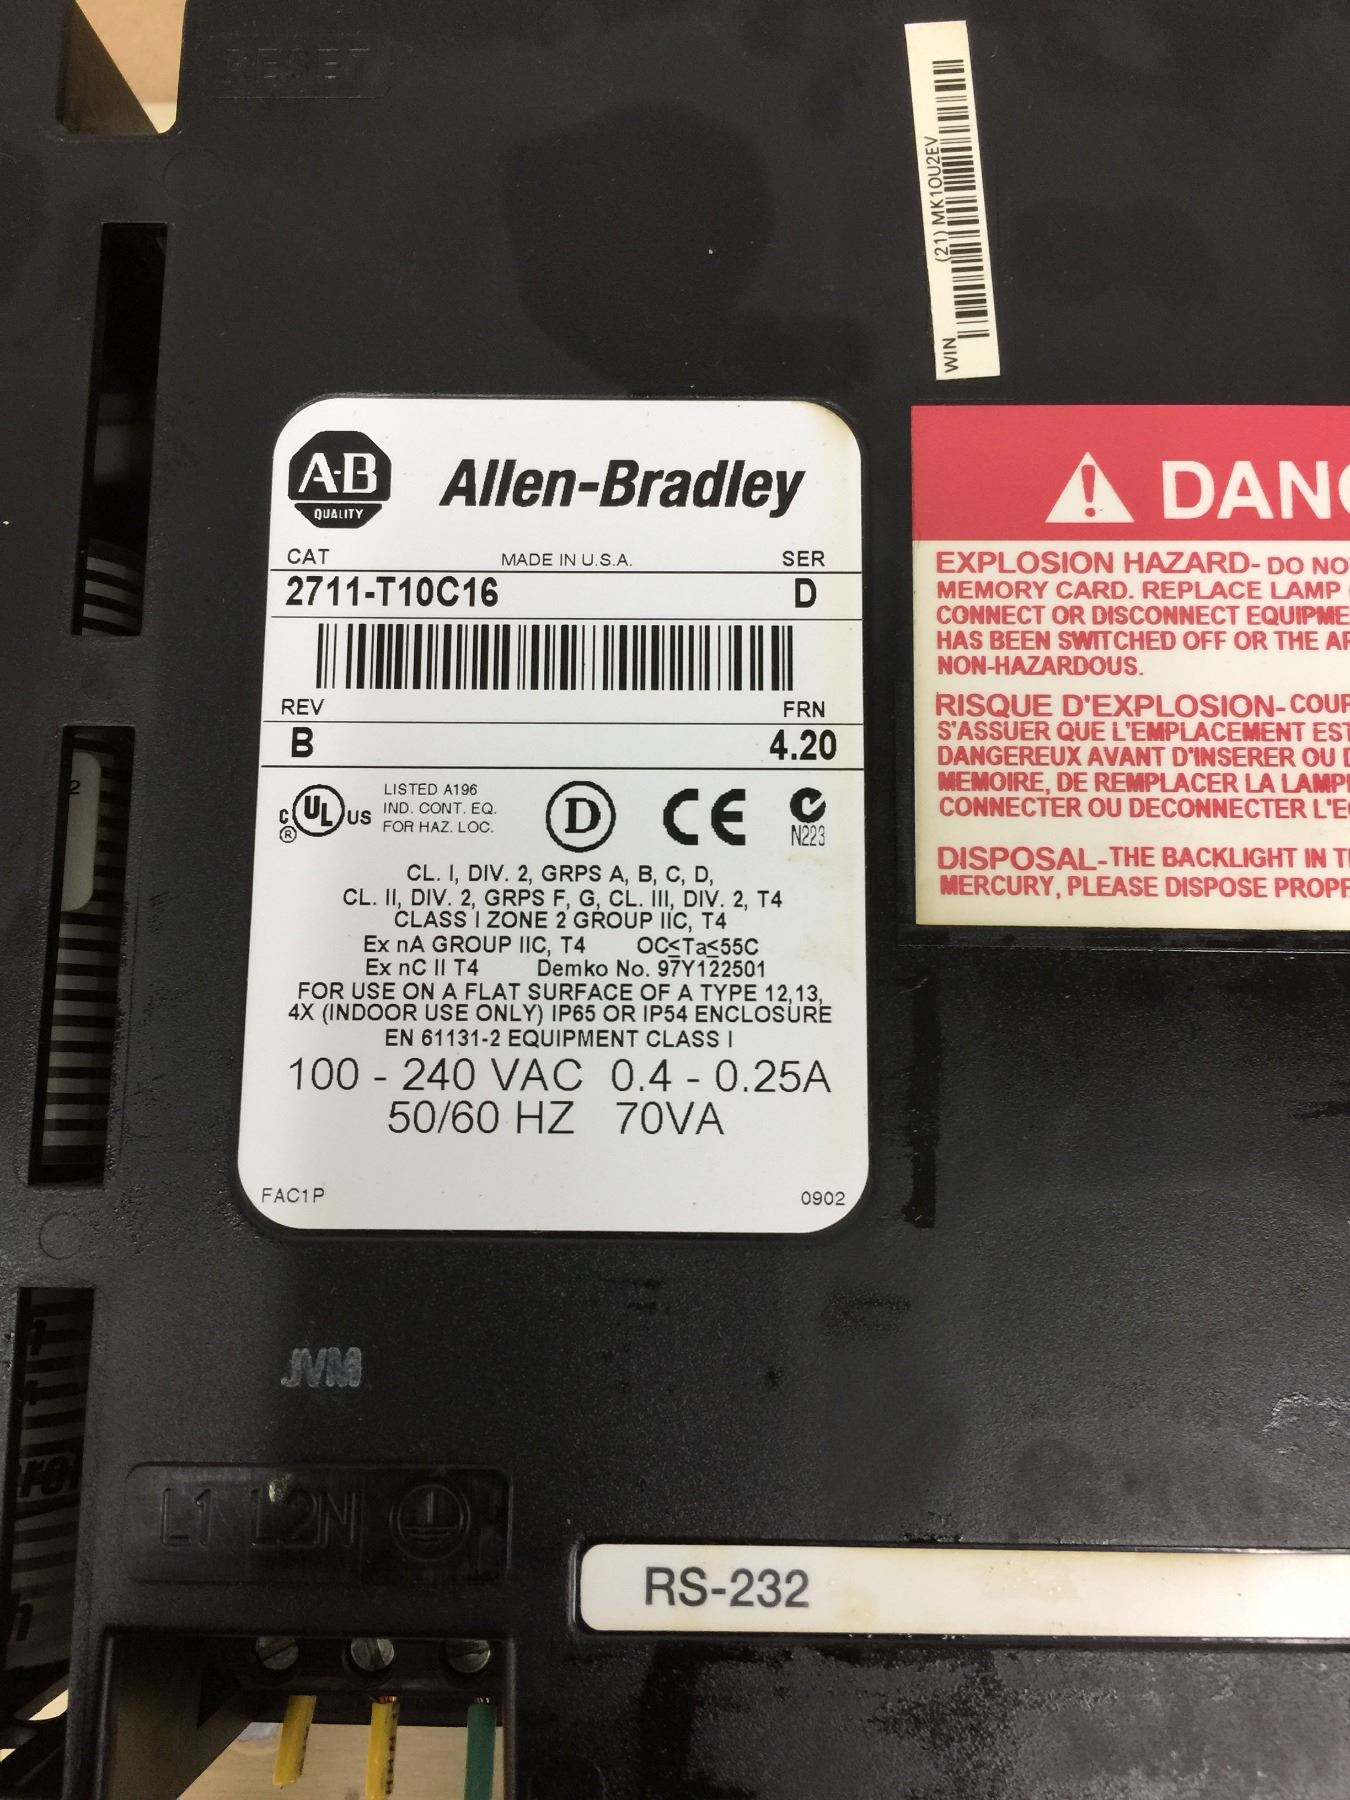 RESET
WIN (21) MK10U2EV
A-B
QUALITY
Allen-Bradley
CAT MADE IN U.S.A. SER
2711-T10C16 D
REV FRN
B 4.20
C UL US
®
LISTED A196
IND. CONT. EQ.
FOR HAZ. LOC.
D
CE
N223
CL. I, DIV. 2, GRPS A, B, C, D,
CL. II, DIV. 2, GRPS F, G, CL. III, DIV. 2, T4
CLASS I ZONE 2 GROUP IIC, T4
Ex nA GROUP IIC, T4 OC≤Ta≤55C
Ex nC II T4 Demko No. 97Y122501
FOR USE ON A FLAT SURFACE OF A TYPE 12,13,
4X (INDOOR USE ONLY) IP65 OR IP54 ENCLOSURE
EN 61131-2 EQUIPMENT CLASS I
100 - 240 VAC 0.4 - 0.25A
50/60 HZ 70VA
FAC1P 0902
DANG
EXPLOSION HAZARD- DO NO
MEMORY CARD. REPLACE LAMP
CONNECT OR DISCONNECT EQUIPME
HAS BEEN SWITCHED OFF OR THE AR
NON-HAZARDOUS.
RISQUE D'EXPLOSION- COUP
S'ASSUER QUE L'EMPLACEMENT EST
DANGEREUX AVANT D'INSERER OU D
MEMOIRE, DE REMPLACER LA LAMP
CONNECTER OU DECONNECTER L'E
DISPOSAL-THE BACKLIGHT IN T
MERCURY, PLEASE DISPOSE PROP
JVM
L1 L2N
RS-232